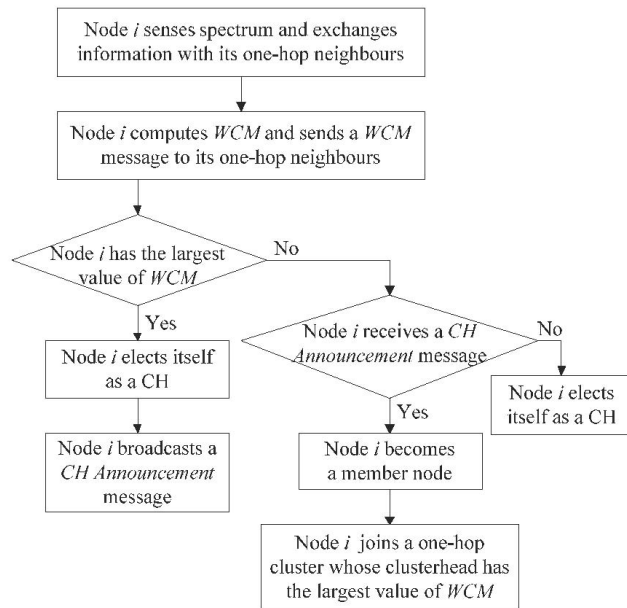 Node i senses spectrum and exchanges
information with its one-hop neighbours
Node i computes WCM and sends a WCM
message to its one-hop neighbours
Node i has the largest
value of WCM
No
Yes
Node i receives a CH
Announcement message
No
Node i elects itself
as a CH
Node i elects
itself as a CH
Yes
Node i broadcasts a
CH Announcement
message
Node i becomes
a member node
Node i joins a one-hop
cluster whose clusterhead has
the largest value of WCM